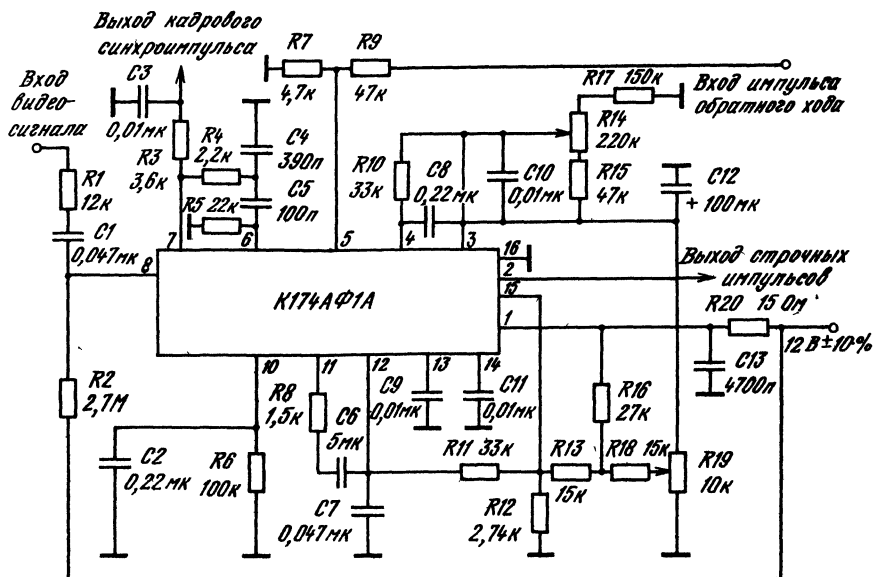 Выход кадрового
синхроимпульса
Вход
видео-
сигнала
C3
0,01мк
R7
4,7к
R9
47к
R17 150к
Вход импульса
обратного хода
R1
12к
C1
0,047мк
R3
3,6к
R4
2,2к
R5 22к
C4
390п
C5
100п
R10
33к
C8
0,22мк
C10
0,01мк
R14
220к
R15
47к
C12
+ 100мк
8
7
6
5
4
3
16
2
15
1
К174АФ1А
Выход строчных
импульсов
R20 15 Ом
12 В±10%
C13
4700п
10
11
12
13
14
R2
2,7М
R8
1,5к
C9
0,01мк
C11
0,01мк
R16
27к
C6
5мк
R11 33к
R13
15к
R18 15к
R19
10к
C2
0,22мк
R6
100к
C7
0,047мк
R12
2,74к